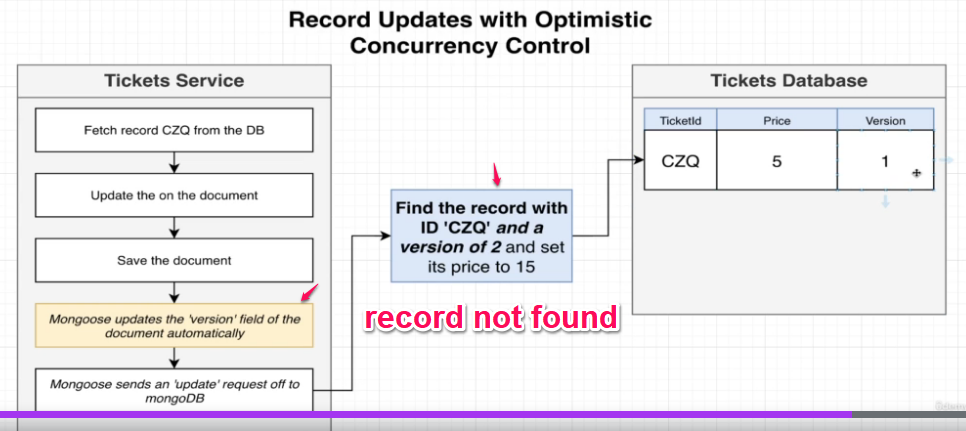 Record Updates with Optimistic
Concurrency Control
Tickets Service
Fetch record CZQ from the DB
Update the on the document
Save the document
Mongoose updates the 'version' field of the
document automatically
Mongoose sends an 'update' request off to
mongoDB
Find the record with
ID 'CZQ' and a
version of 2 and set
its price to 15
record not found
Tickets Database
TicketId Price Version
CZQ 5 1